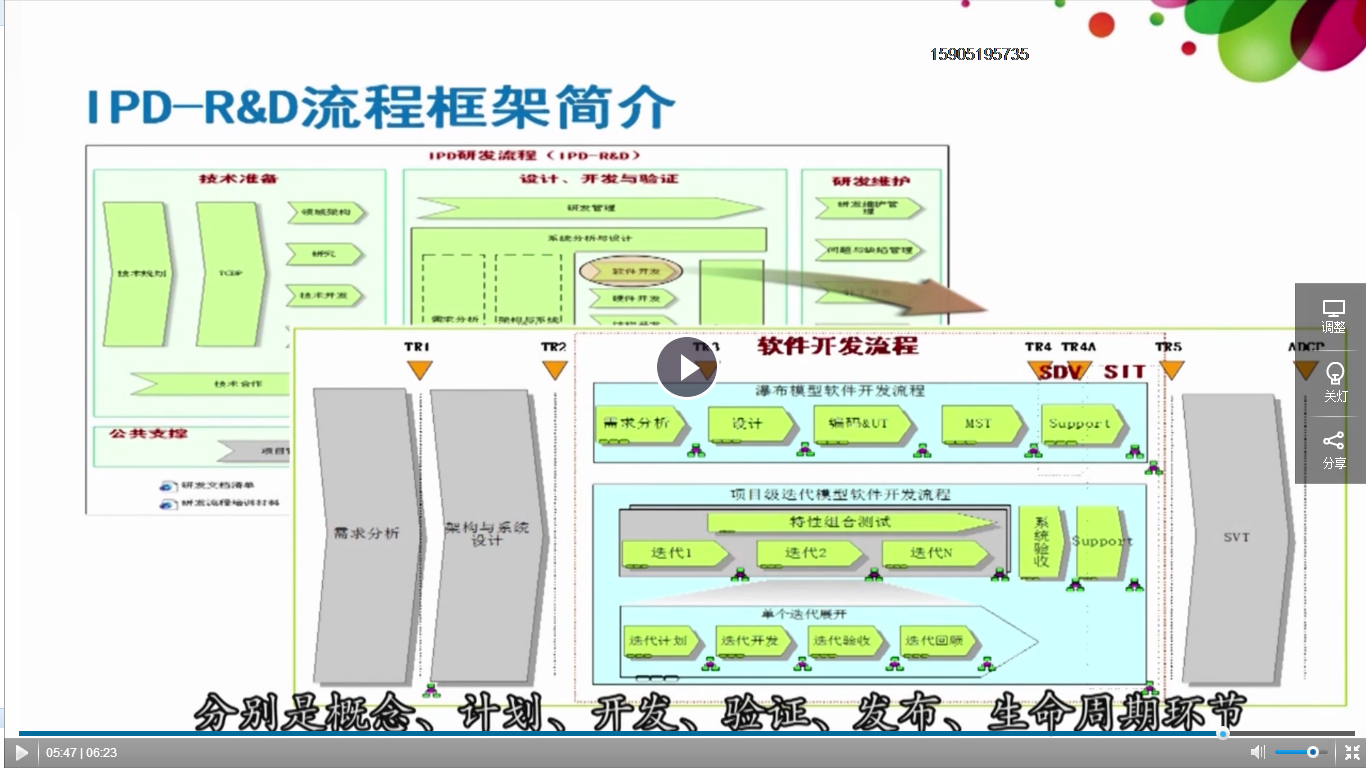 15905195735
IPD-R&D流程框架简介
IPD研发流程（IPD-R&D）
技术准备
设计、开发与验证
研发维护
研发管理
系统分析与设计
技术规划
领域架构
研究
技术开发
软件开发
硬件开发
研发维护管
理
问题与缺陷管理
需求分析
架构与系统
技术合作
公共支撑
研发文档清单
研发流程培训材料
TR1
TR2
TR3
软件开发流程
TR4
TR4A
TR5
ADCP
SDV
SIT
瀑布模型软件开发流程
需求分析
设计
编码&UT
MST
Support
项目级迭代模型软件开发流程
特性组合测试
迭代1
迭代2
迭代N
系统验收
Support
单个迭代展开
迭代计划
迭代开发
迭代验收
迭代回顾
需求分析
架构与系统
设计
SVT
调整
关灯
分享
分别是概念、计划、开发、验证、发布、生命周期环节
05:47 | 06:23